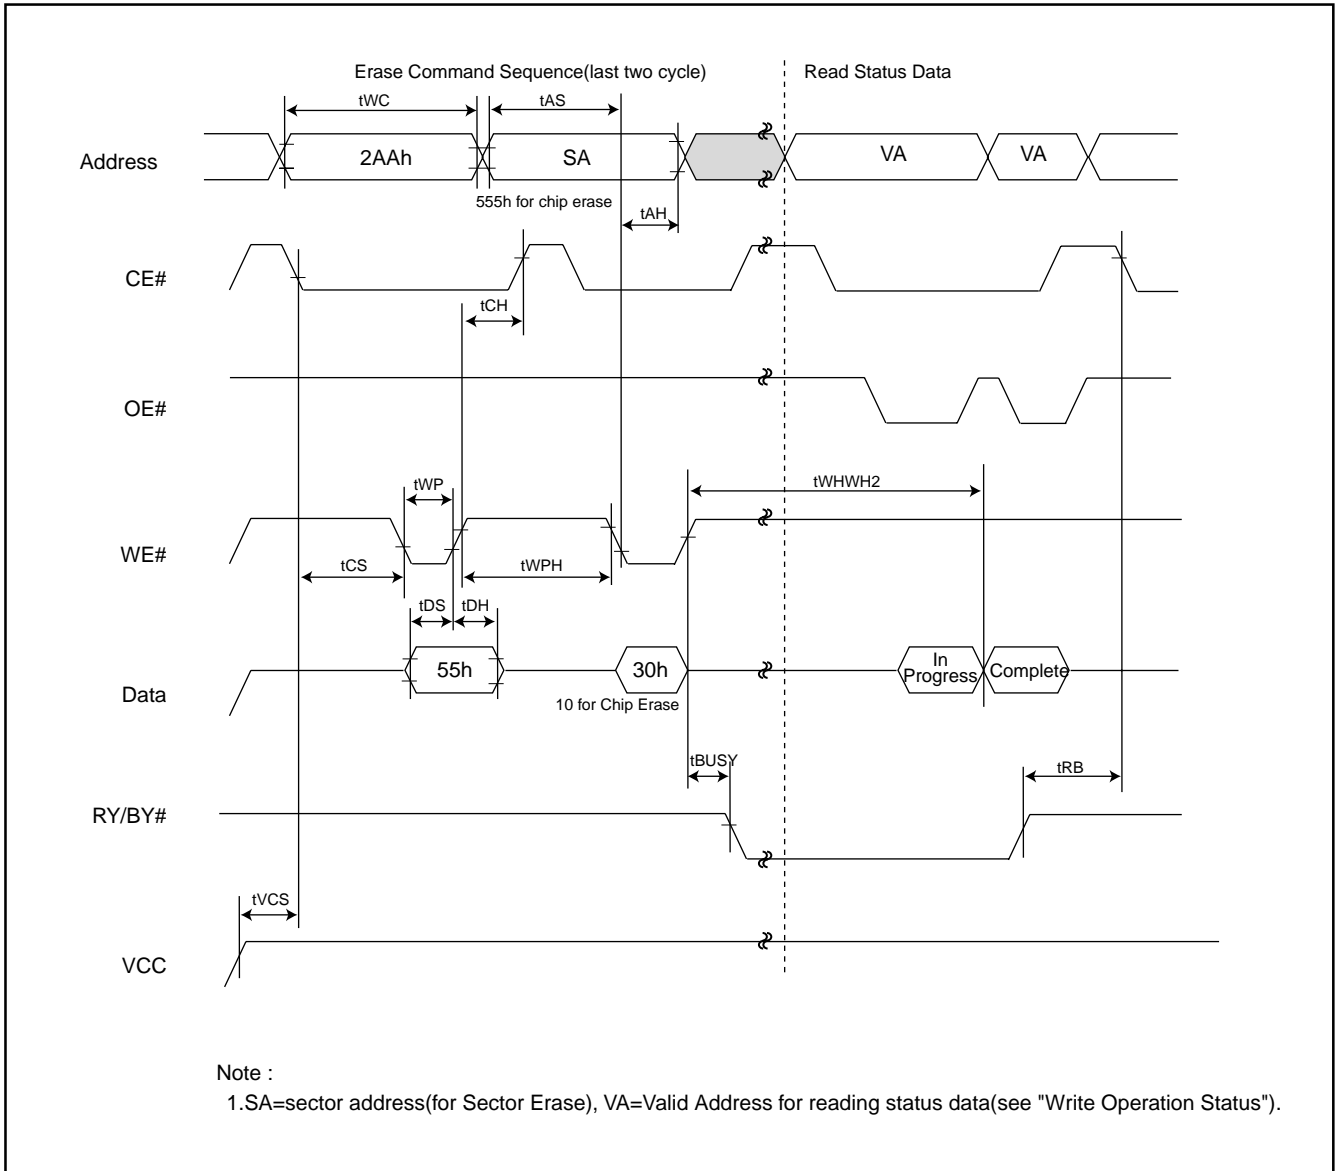 Erase Command Sequence(last two cycle)
Read Status Data
tWC
tAS
Address
2AAh
SA
VA
VA
555h for chip erase
tAH
CE#
tCH
OE#
tWP
tWHWH2
WE#
tCS
tWPH
tDS
tDH
Data
55h
30h
In
Progress
Complete
10 for Chip Erase
tBUSY
tRB
RY/BY#
tVCS
VCC
Note :
1.SA=sector address(for Sector Erase), VA=Valid Address for reading status data(see "Write Operation Status").